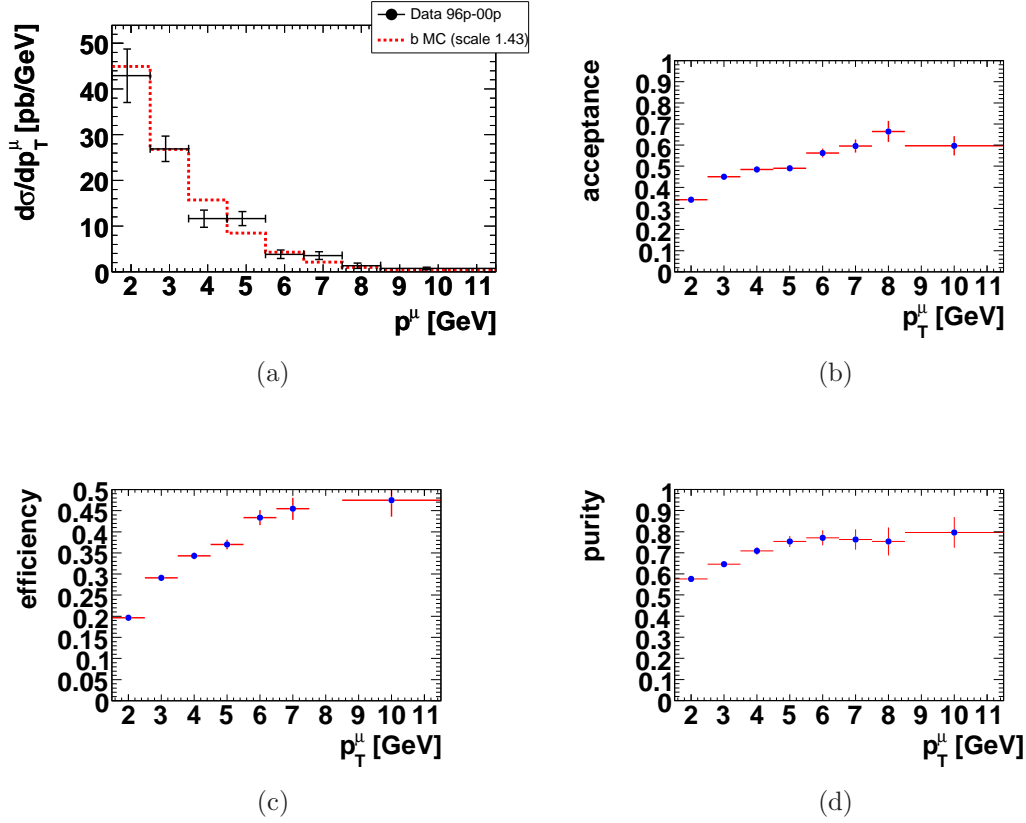 Data 96p-00p
b MC (scale 1.43)
dσ/dp_T^μ [pb/GeV]
50
40
30
20
10
0
2 3 4 5 6 7 8 9 10 11
p^μ [GeV]
(a)
acceptance
1
0.9
0.8
0.7
0.6
0.5
0.4
0.3
0.2
0.1
0
2 3 4 5 6 7 8 9 10 11
p_T^μ [GeV]
(b)
efficiency
0.5
0.45
0.4
0.35
0.3
0.25
0.2
0.15
0.1
0.05
0
2 3 4 5 6 7 8 9 10 11
p_T^μ [GeV]
(c)
purity
1
0.9
0.8
0.7
0.6
0.5
0.4
0.3
0.2
0.1
0
2 3 4 5 6 7 8 9 10 11
p_T^μ [GeV]
(d)